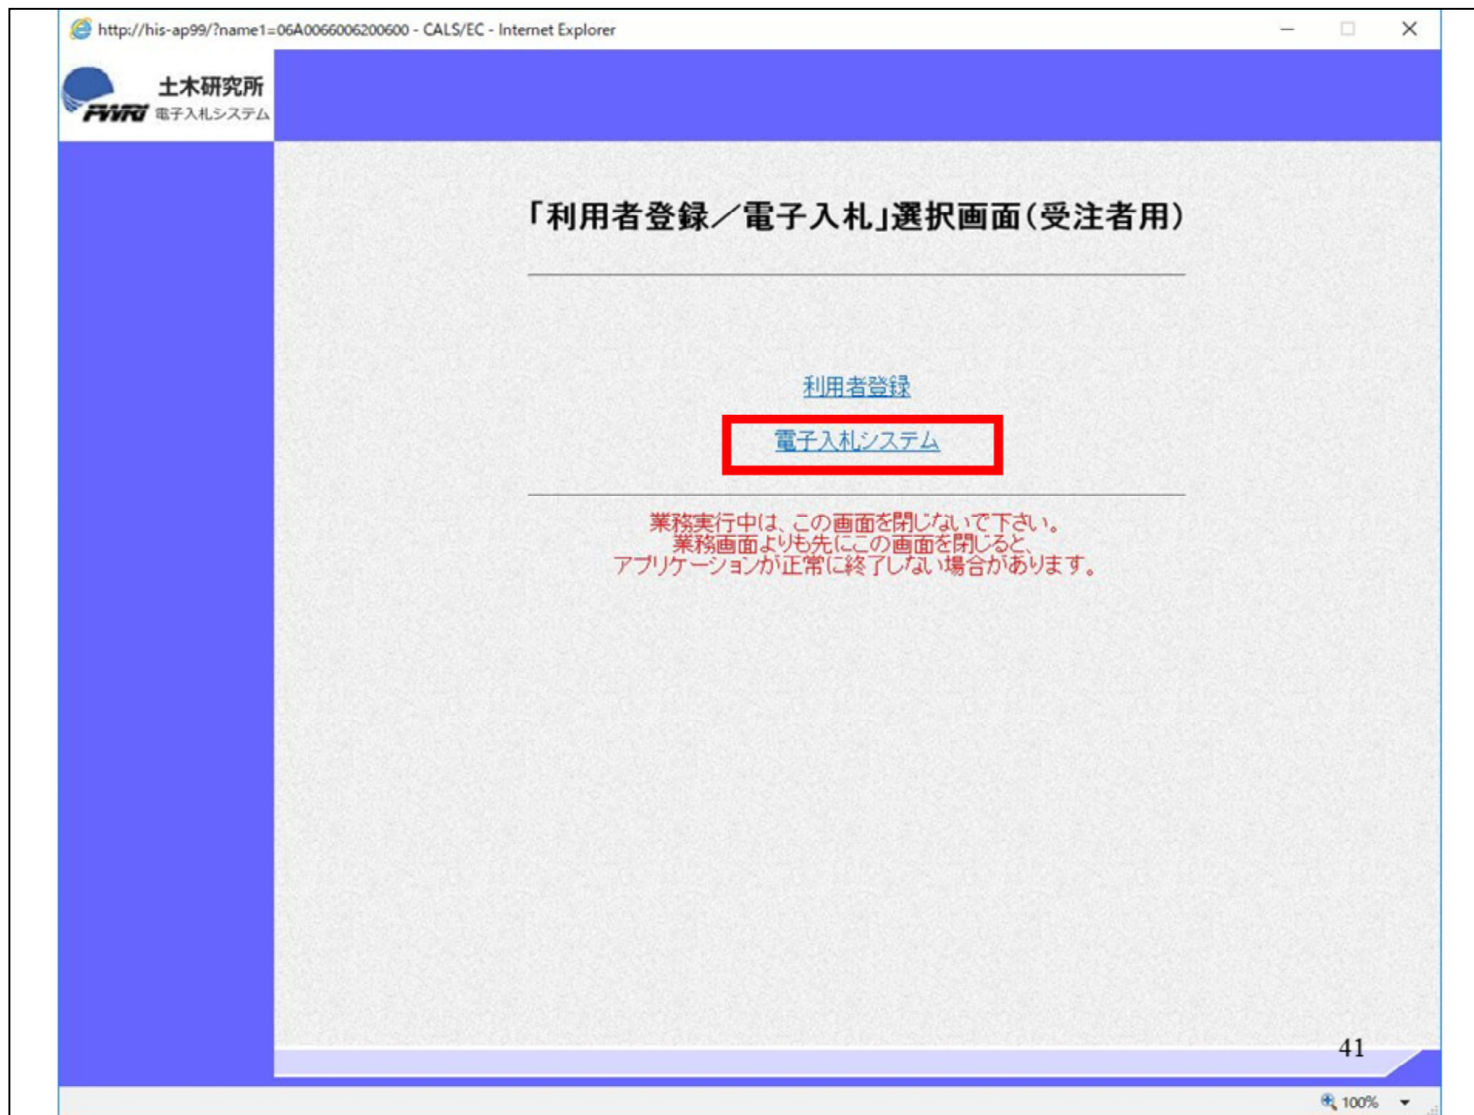 http://his-ap99/?name1=06A0066006200600 - CALS/EC - Internet Explorer
土木研究所
PWRI 電子入札システム
「利用者登録／電子入札」選択画面（受注者用）
利用者登録
電子入札システム
業務実行中は、この画面を閉じないで下さい。
業務画面よりも先にこの画面を閉じると、
アプリケーションが正常に終了しない場合があります。
41
100%